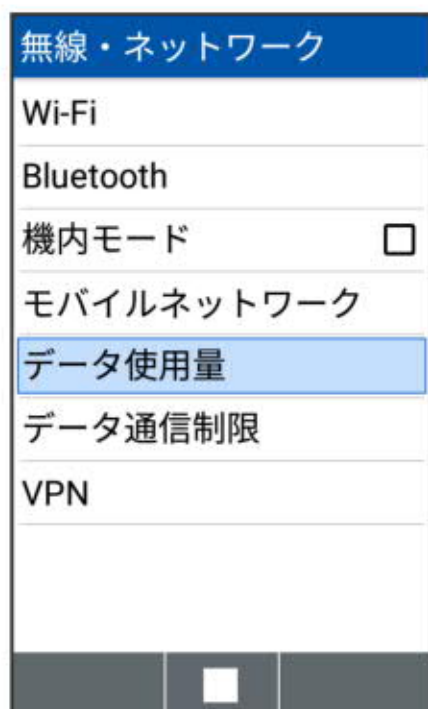 無線・ネットワーク
Wi-Fi
Bluetooth
機内モード
モバイルネットワーク
データ使用量
データ通信制限
VPN